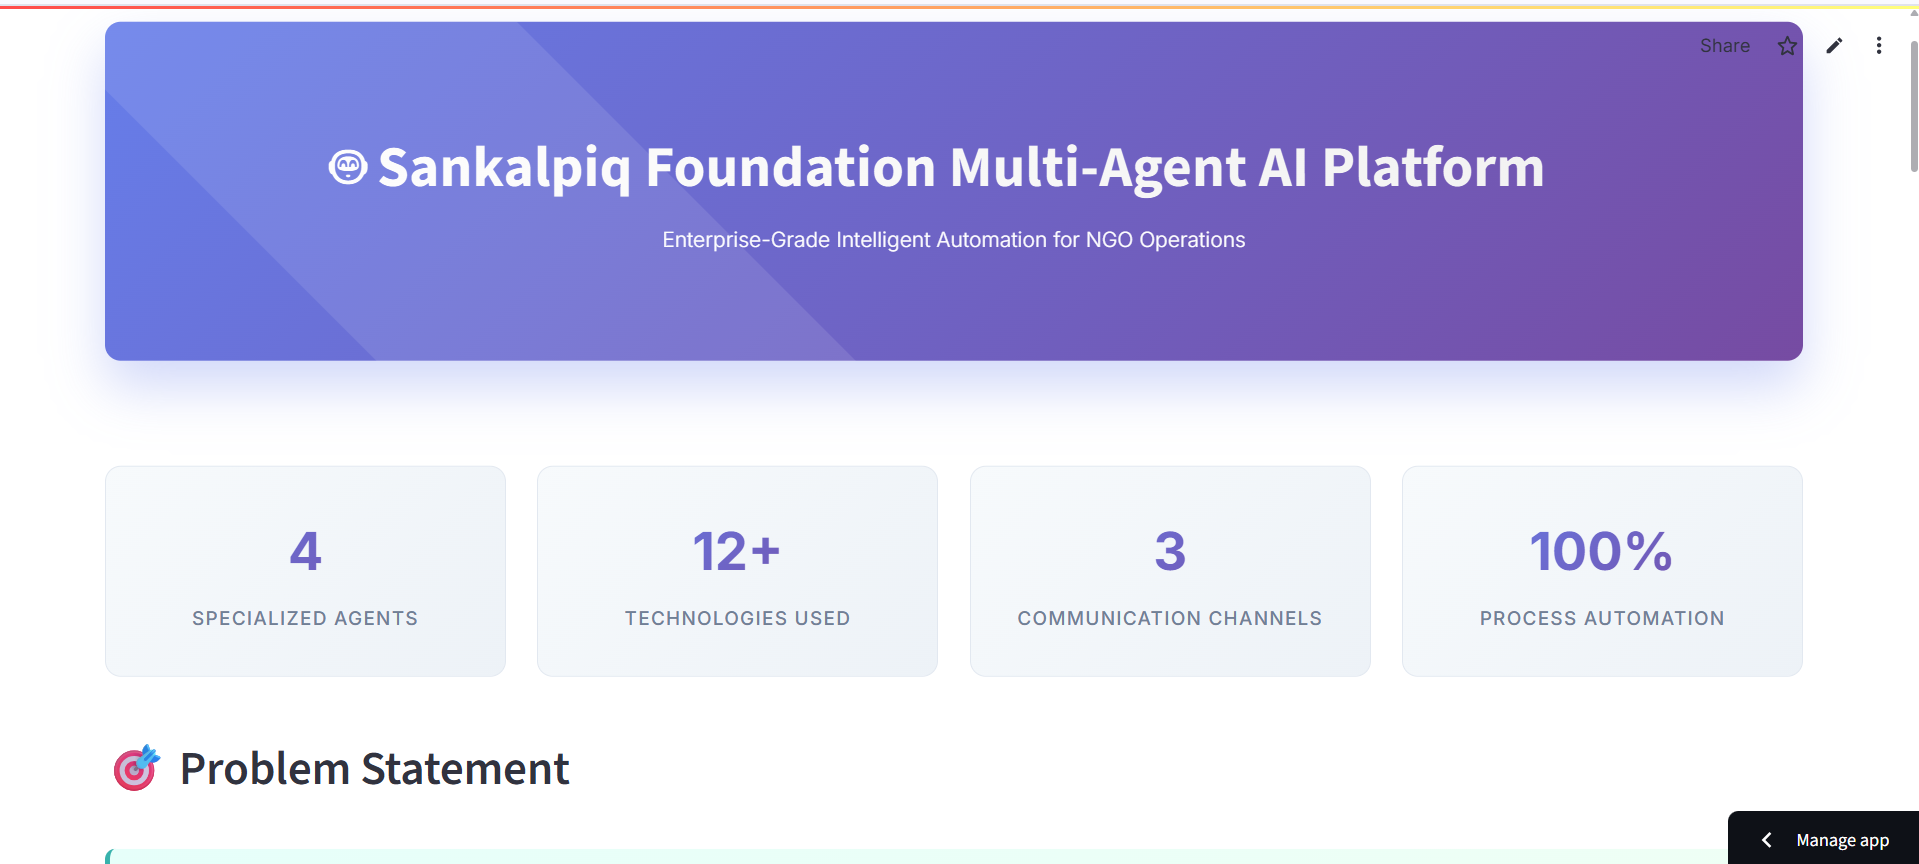 Share
Sankalpiq Foundation Multi-Agent AI Platform
Enterprise-Grade Intelligent Automation for NGO Operations
4
SPECIALIZED AGENTS
12+
TECHNOLOGIES USED
3
COMMUNICATION CHANNELS
100%
PROCESS AUTOMATION
Problem Statement
Manage app